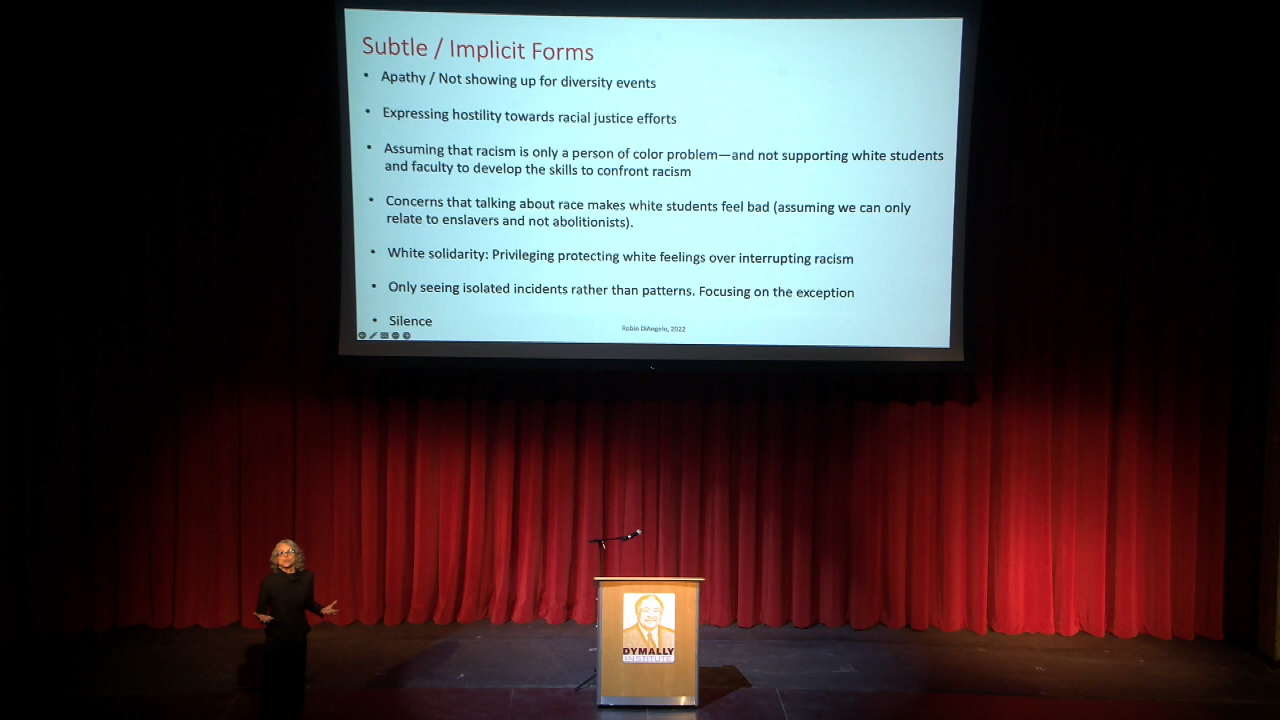 Subtle / Implicit Forms
• Apathy / Not showing up for diversity events
• Expressing hostility towards racial justice efforts
• Assuming that racism is only a person of color problem—and not supporting white students
and faculty to develop the skills to confront racism
• Concerns that talking about race makes white students feel bad (assuming we can only
relate to enslavers and not abolitionists).
• White solidarity: Privileging protecting white feelings over interrupting racism
• Only seeing isolated incidents rather than patterns. Focusing on the exception
• Silence
Robin DiAngelo, 2022
DYMALLY
INSTITUTE